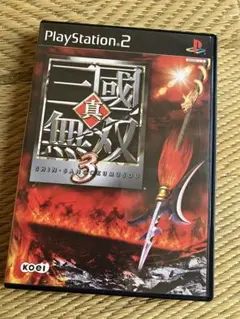 PlayStation 2
三國
真
無双
3
SHIN・SANGOKUMUSOU
KOEI